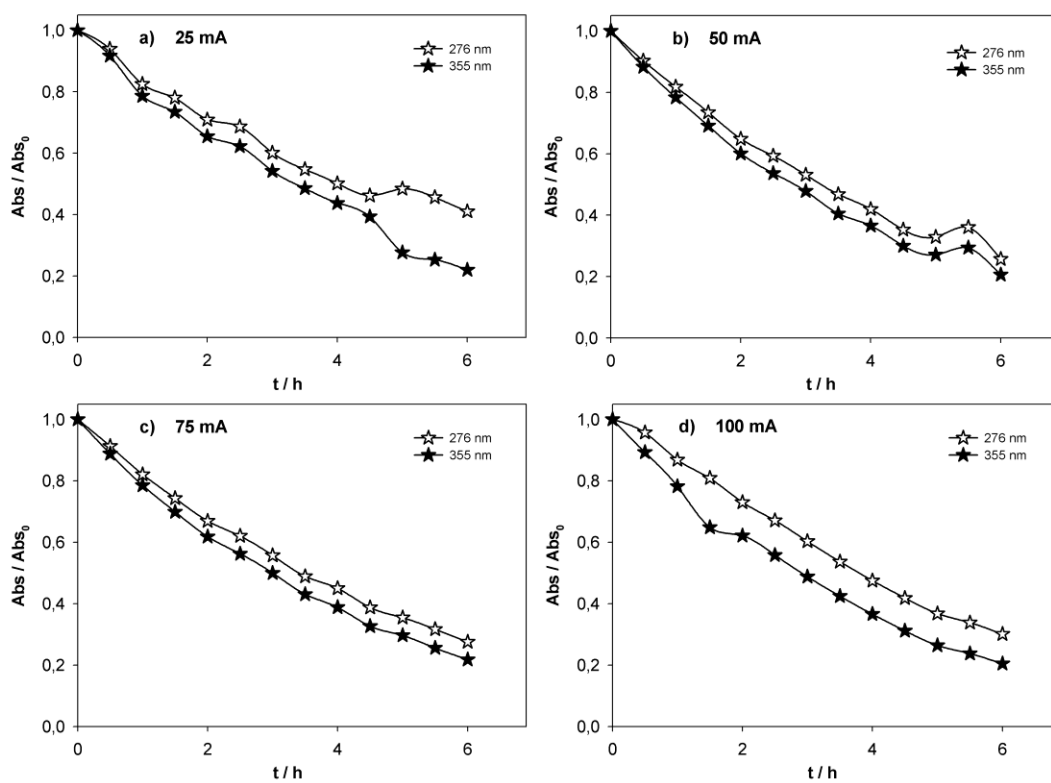 a) 25 mA
276 nm
355 nm
Abs / Abs₀
1,0
0,8
0,6
0,4
0,2
0,0
0 2 4 6
t / h
b) 50 mA
276 nm
355 nm
Abs / Abs₀
1,0
0,8
0,6
0,4
0,2
0,0
0 2 4 6
t / h
c) 75 mA
276 nm
355 nm
Abs / Abs₀
1,0
0,8
0,6
0,4
0,2
0,0
0 2 4 6
t / h
d) 100 mA
276 nm
355 nm
Abs / Abs₀
1,0
0,8
0,6
0,4
0,2
0,0
0 2 4 6
t / h